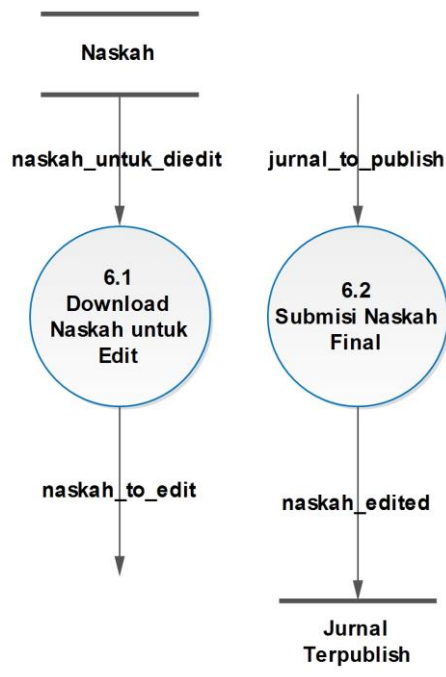 Naskah
naskah_untuk_diedit
6.1
Download
Naskah untuk
Edit
naskah_to_edit
jurnal_to_publish
6.2
Submisi Naskah
Final
naskah_edited
Jurnal
Terpublish